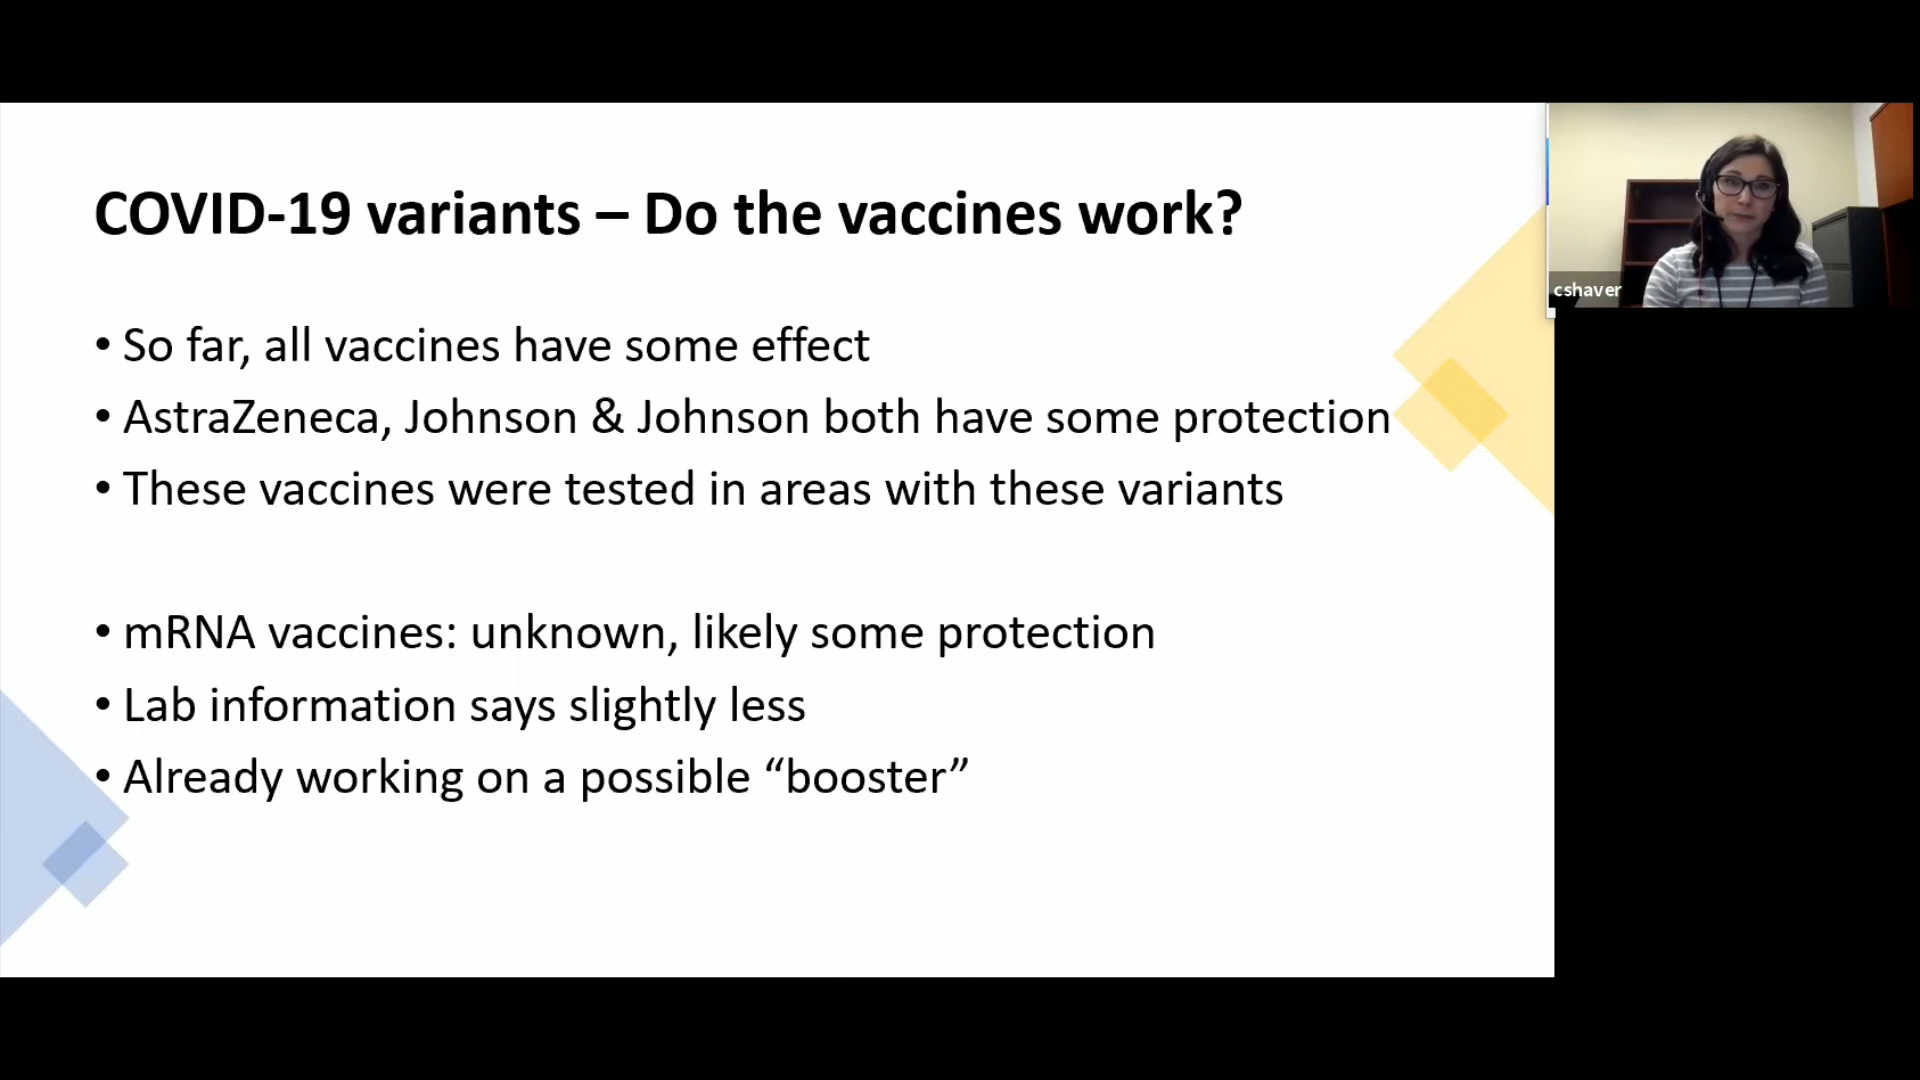 COVID-19 variants – Do the vaccines work?
• So far, all vaccines have some effect
• AstraZeneca, Johnson & Johnson both have some protection
• These vaccines were tested in areas with these variants
• mRNA vaccines: unknown, likely some protection
• Lab information says slightly less
• Already working on a possible “booster”
cshaver